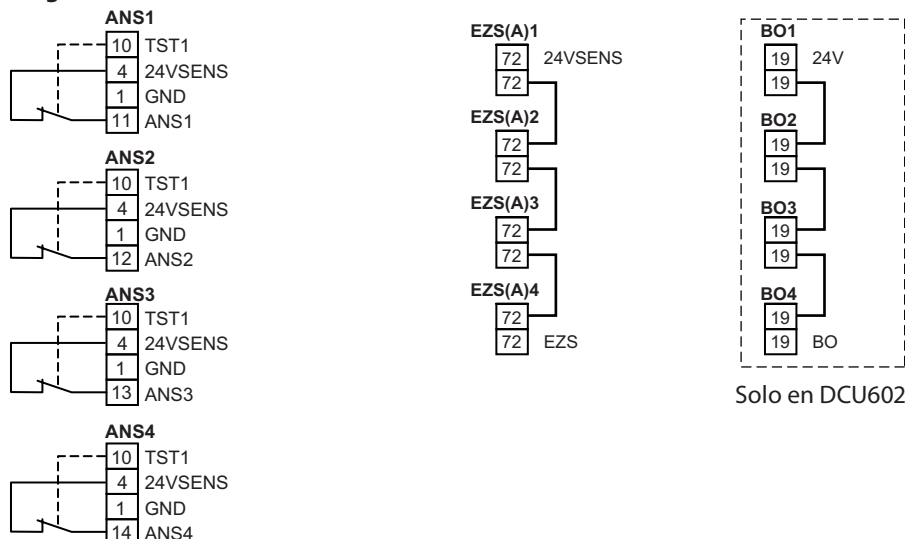 ANS1
10 TST1
4 24VSENS
1 GND
11 ANS1
ANS2
10 TST1
4 24VSENS
1 GND
12 ANS2
ANS3
10 TST1
4 24VSENS
1 GND
13 ANS3
ANS4
10 TST1
4 24VSENS
1 GND
14 ANS4
EZS(A)1
72 24VSENS
72
EZS(A)2
72
72
EZS(A)3
72
72
EZS(A)4
72
72 EZS
BO1
19 24V
19
BO2
19
19
BO3
19
19
BO4
19
19 BO
Solo en DCU602